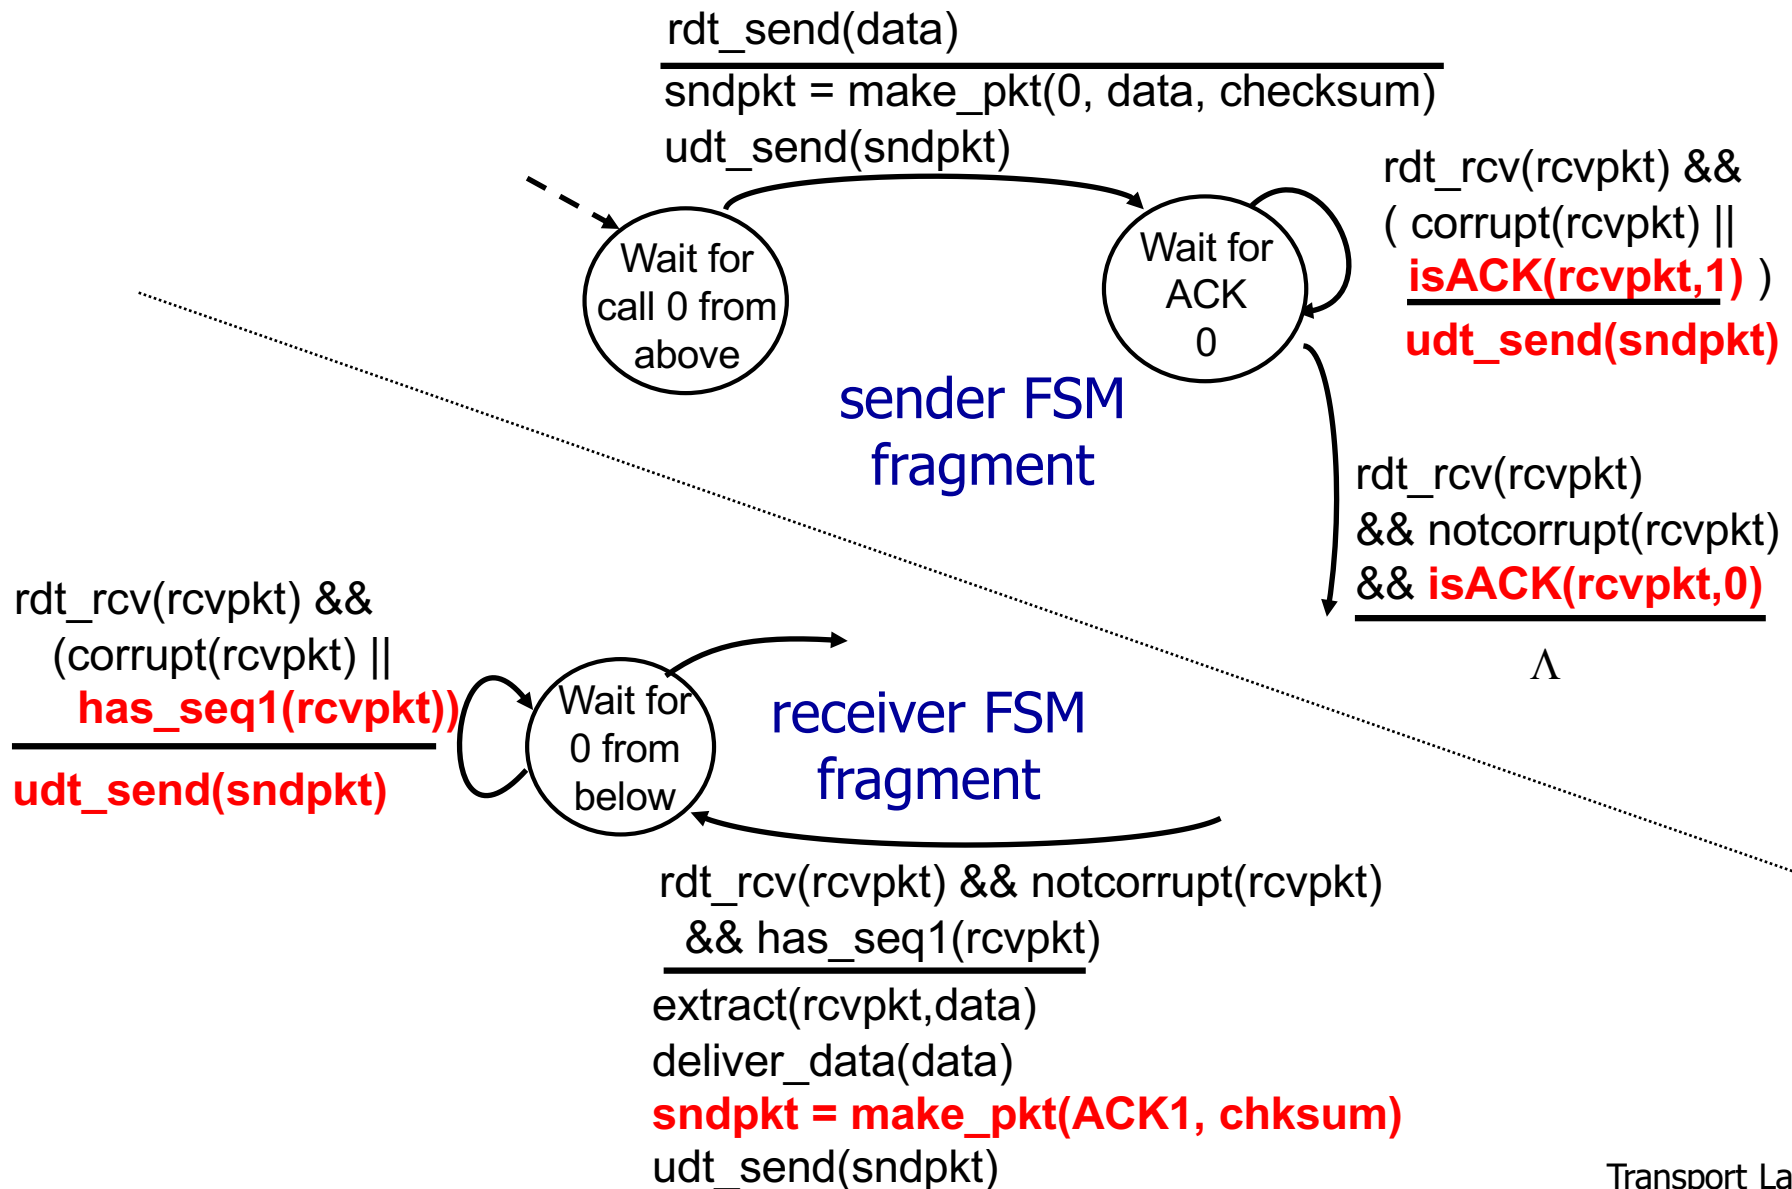 rdt_send(data)
sndpkt = make_pkt(0, data, checksum)
udt_send(sndpkt)
Wait for
call 0 from
above
Wait for
ACK
0
rdt_rcv(rcvpkt) &&
( corrupt(rcvpkt) ||
isACK(rcvpkt,1) )
udt_send(sndpkt)
sender FSM
fragment
rdt_rcv(rcvpkt)
&& notcorrupt(rcvpkt)
&& isACK(rcvpkt,0)
Λ
rdt_rcv(rcvpkt) &&
(corrupt(rcvpkt) ||
has_seq1(rcvpkt))
udt_send(sndpkt)
Wait for
0 from
below
receiver FSM
fragment
rdt_rcv(rcvpkt) && notcorrupt(rcvpkt)
&& has_seq1(rcvpkt)
extract(rcvpkt,data)
deliver_data(data)
sndpkt = make_pkt(ACK1, chksum)
udt_send(sndpkt)
Transport La